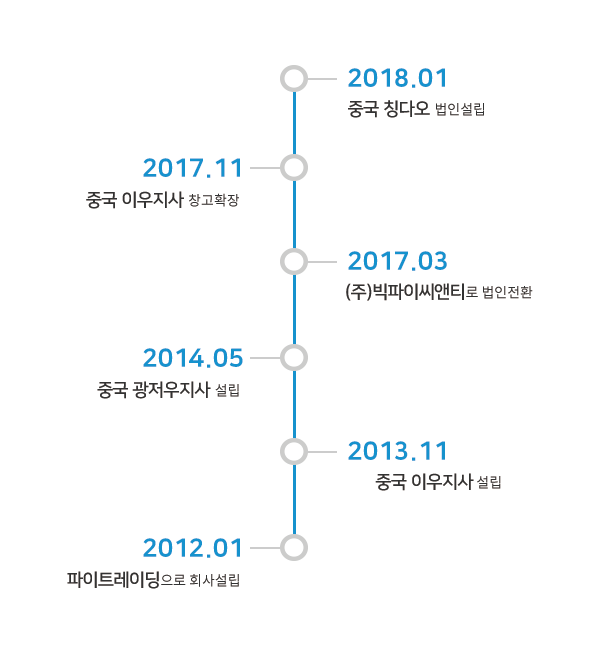 2018.01
중국 칭다오 법인설립
2017.11
중국 이우지사 창고확장
2017.03
(주)빅파이씨앤티로 법인전환
2014.05
중국 광저우지사 설립
2013.11
중국 이우지사 설립
2012.01
파이트레이딩으로 회사설립